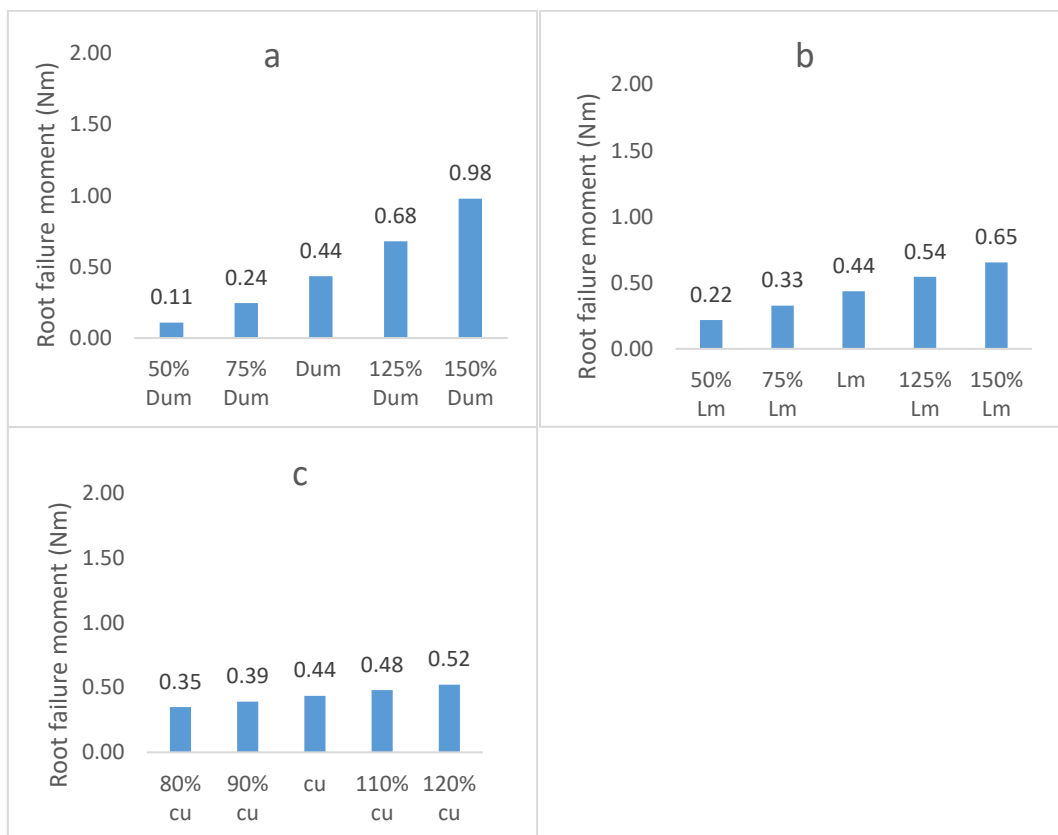 a
Root failure moment (Nm)
2.00
1.50
1.00
0.50
0.00
0.11
0.24
0.44
0.68
0.98
50% 75% Dum 125% 150%
Dum Dum Dum Dum
b
Root failure moment (Nm)
2.00
1.50
1.00
0.50
0.00
0.22
0.33
0.44
0.54
0.65
50% 75% Lm 125% 150%
Lm Lm Lm Lm
c
Root failure moment (Nm)
2.00
1.50
1.00
0.50
0.00
0.35
0.39
0.44
0.48
0.52
80% 90% cu 110% 120%
cu cu cu cu